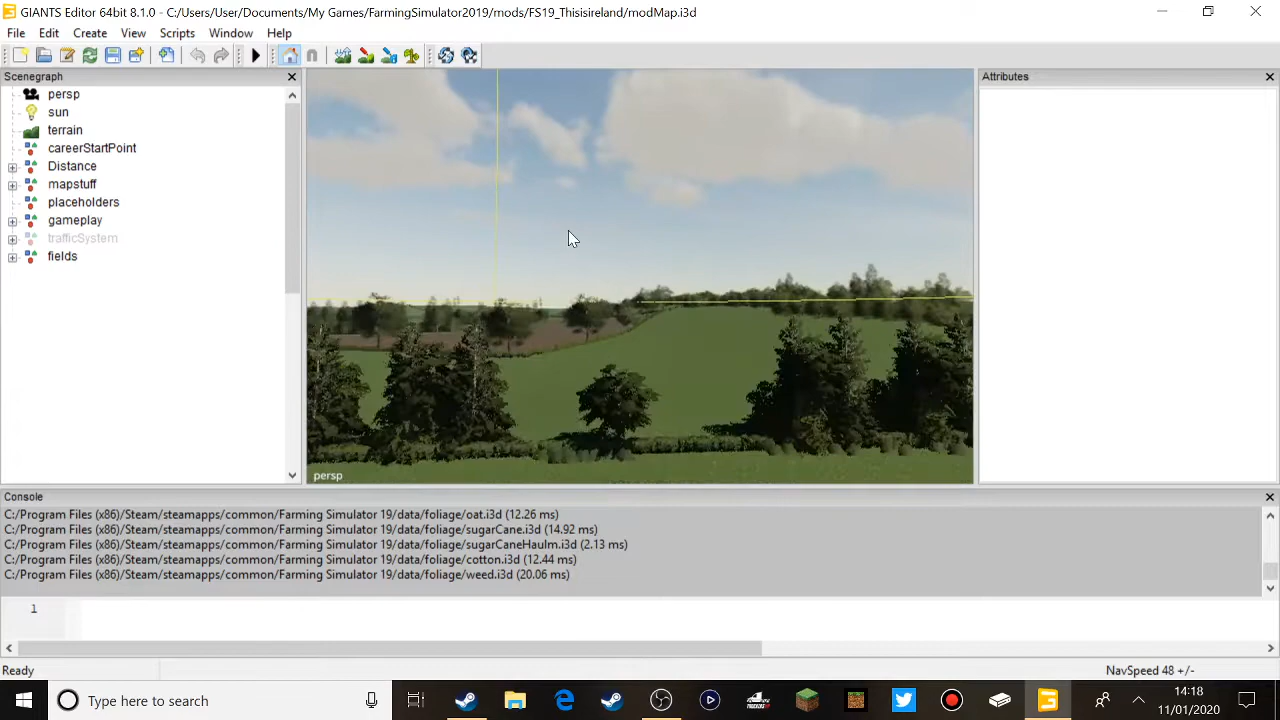 GIANTS Editor 64bit 8.1.0 - C:/Users/User/Documents/My Games/FarmingSimulator2019/mods/FS19_Thisisireland/modMap.i3d
File Edit Create View Scripts Window Help
Scenegraph
persp
sun
terrain
careerStartPoint
Distance
mapstuff
placeholders
gameplay
trafficSystem
fields
persp
Attributes
Console
C:/Program Files (x86)/Steam/steamapps/common/Farming Simulator 19/data/foliage/oat.i3d (12.26 ms)
C:/Program Files (x86)/Steam/steamapps/common/Farming Simulator 19/data/foliage/sugarCane.i3d (14.92 ms)
C:/Program Files (x86)/Steam/steamapps/common/Farming Simulator 19/data/foliage/sugarCaneHaulm.i3d (2.13 ms)
C:/Program Files (x86)/Steam/steamapps/common/Farming Simulator 19/data/foliage/cotton.i3d (12.44 ms)
C:/Program Files (x86)/Steam/steamapps/common/Farming Simulator 19/data/foliage/weed.i3d (20.06 ms)
1
Ready
NavSpeed 48 +/-
Type here to search
14:18
11/01/2020